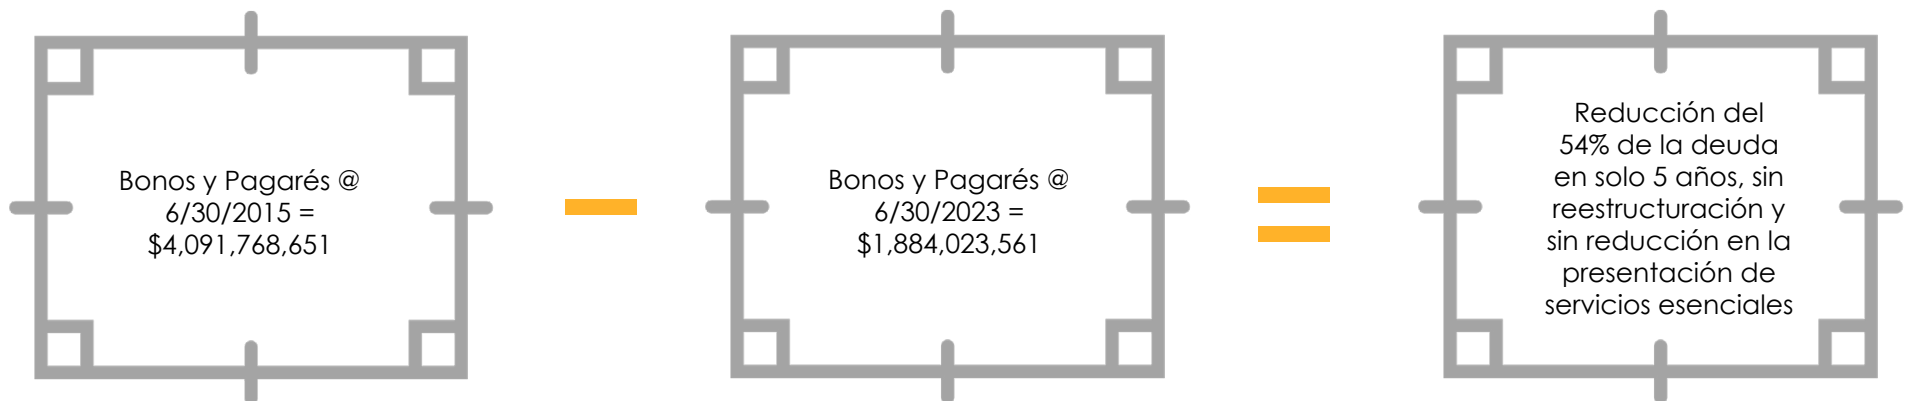 Bonos y Pagarés @
6/30/2015 =
$4,091,768,651
Bonos y Pagarés @
6/30/2023 =
$1,884,023,561
Reducción del
54% de la deuda
en solo 5 años, sin
reestructuración y
sin reducción en la
presentación de
servicios esenciales